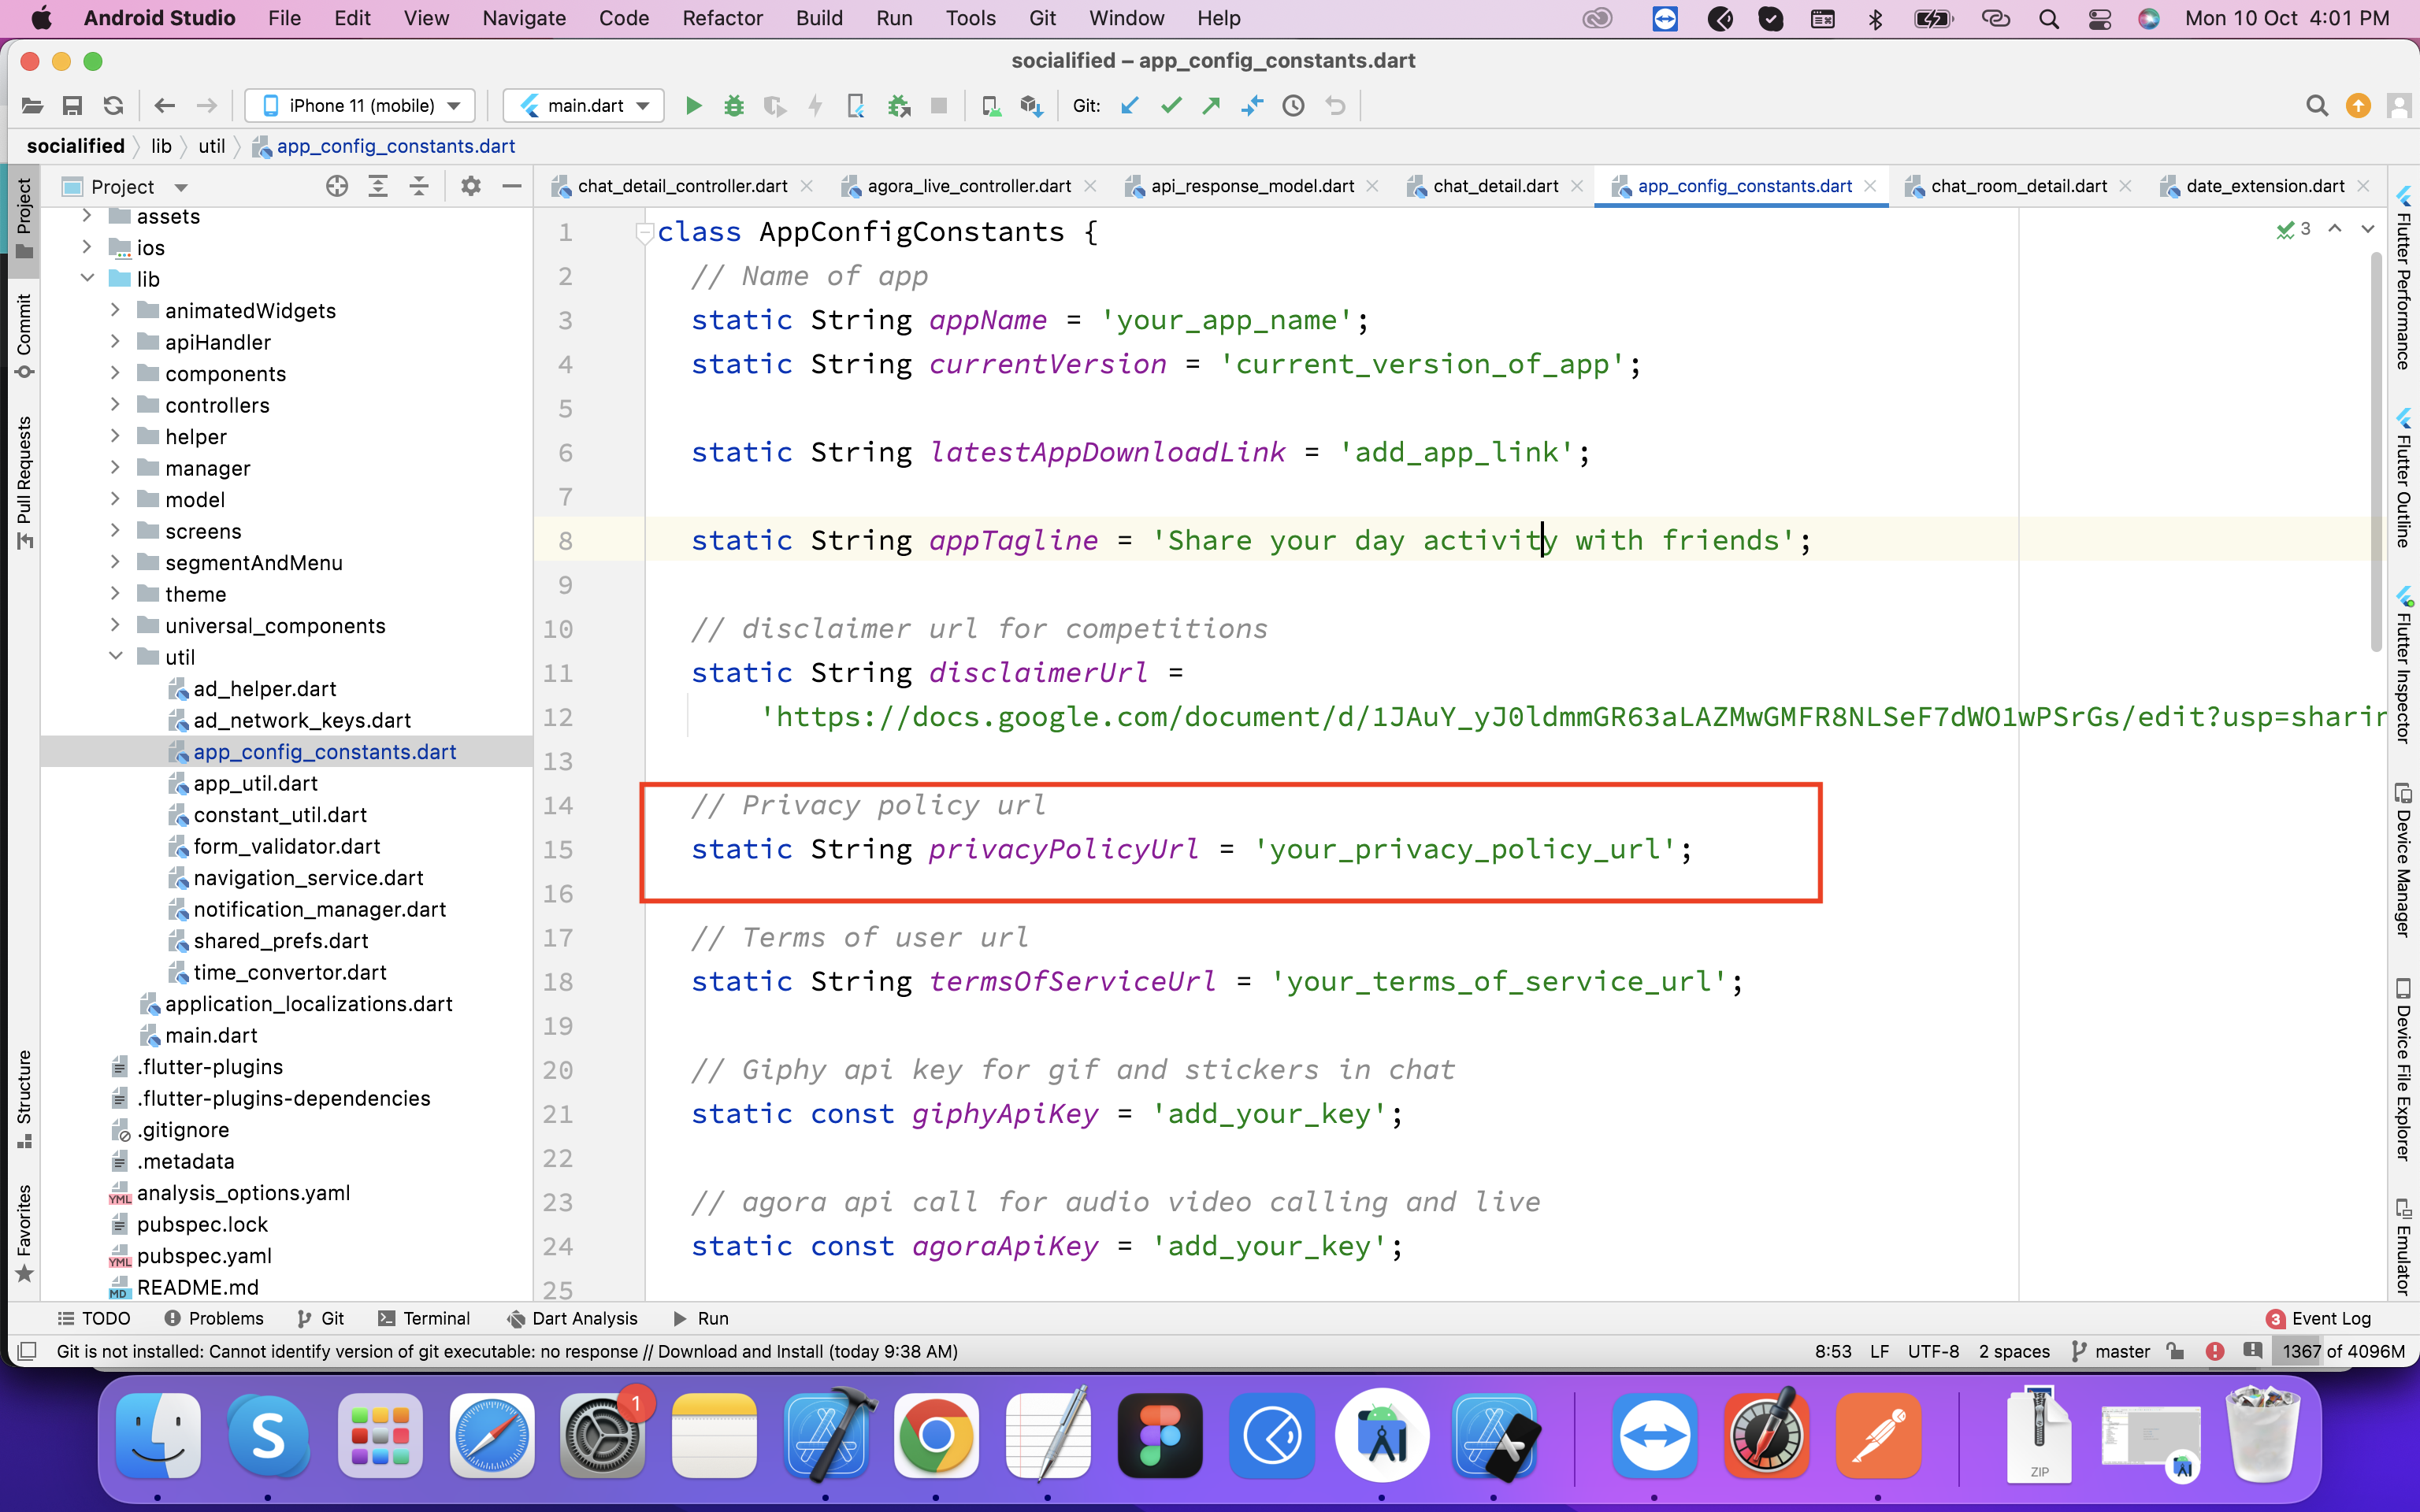 Android Studio File Edit View Navigate Code Refactor Build Run Tools Git Window Help Mon 10 Oct 4:01 PM
socialified – app_config_constants.dart
iPhone 11 (mobile) main.dart Git:
socialified lib util app_config_constants.dart
Project
chat_detail_controller.dart agora_live_controller.dart api_response_model.dart chat_detail.dart app_config_constants.dart chat_room_detail.dart date_extension.dart
Project
Commit
Pull Requests
Structure
Favorites
assets
ios
lib
animatedWidgets
apiHandler
components
controllers
helper
manager
model
screens
segmentAndMenu
theme
universal_components
util
ad_helper.dart
ad_network_keys.dart
app_config_constants.dart
app_util.dart
constant_util.dart
form_validator.dart
navigation_service.dart
notification_manager.dart
shared_prefs.dart
time_convertor.dart
application_localizations.dart
main.dart
.flutter-plugins
.flutter-plugins-dependencies
.gitignore
.metadata
YML analysis_options.yaml
pubspec.lock
YML pubspec.yaml
MD README.md
3
1 class AppConfigConstants {
2 // Name of app
3 static String appName = 'your_app_name';
4 static String currentVersion = 'current_version_of_app';
5
6 static String latestAppDownloadLink = 'add_app_link';
7
8 static String appTagline = 'Share your day activity with friends';
9
10 // disclaimer url for competitions
11 static String disclaimerUrl =
12 'https://docs.google.com/document/d/1JAuY_yJ0ldmmGR63aLAZMwGMFR8NLSeF7dWO1wPSrGs/edit?usp=sharin
13
14 // Privacy policy url
15 static String privacyPolicyUrl = 'your_privacy_policy_url';
16
17 // Terms of user url
18 static String termsOfServiceUrl = 'your_terms_of_service_url';
19
20 // Giphy api key for gif and stickers in chat
21 static const giphyApiKey = 'add_your_key';
22
23 // agora api call for audio video calling and live
24 static const agoraApiKey = 'add_your_key';
25
Flutter Performance
Flutter Outline
Flutter Inspector
Device Manager
Device File Explorer
Emulator
TODO Problems Git Terminal Dart Analysis Run 3 Event Log
Git is not installed: Cannot identify version of git executable: no response // Download and Install (today 9:38 AM) 8:53 LF UTF-8 2 spaces master 1367 of 4096M
1
ZIP